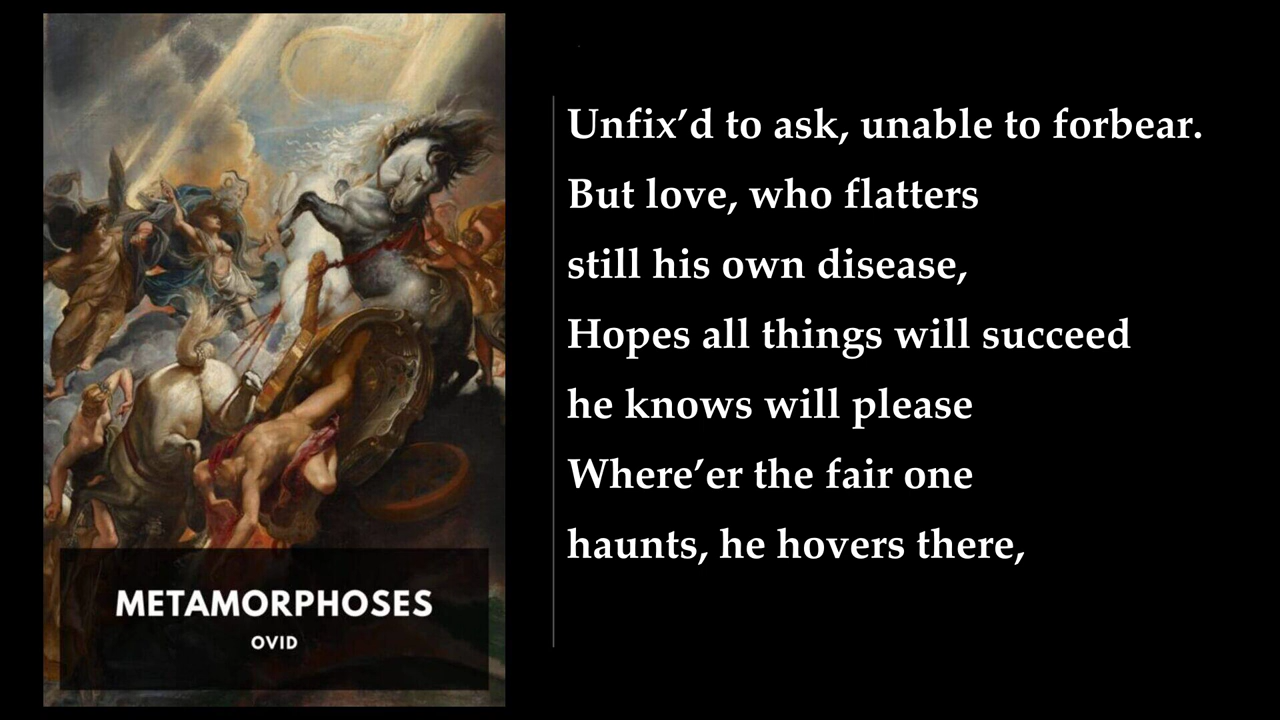 METAMORPHOSES
OVID
Unfix’d to ask, unable to forbear.
But love, who flatters
still his own disease,
Hopes all things will succeed
he knows will please
Where’er the fair one
haunts, he hovers there,